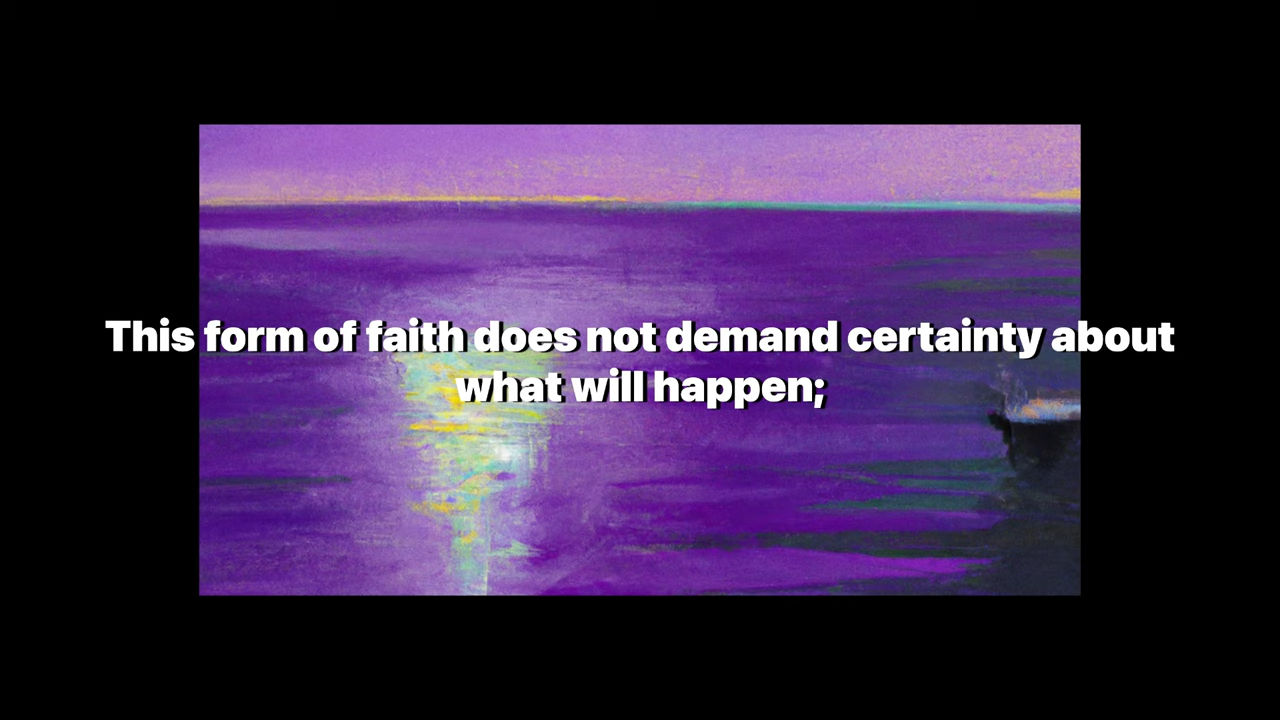 This form of faith does not demand certainty about
what will happen;